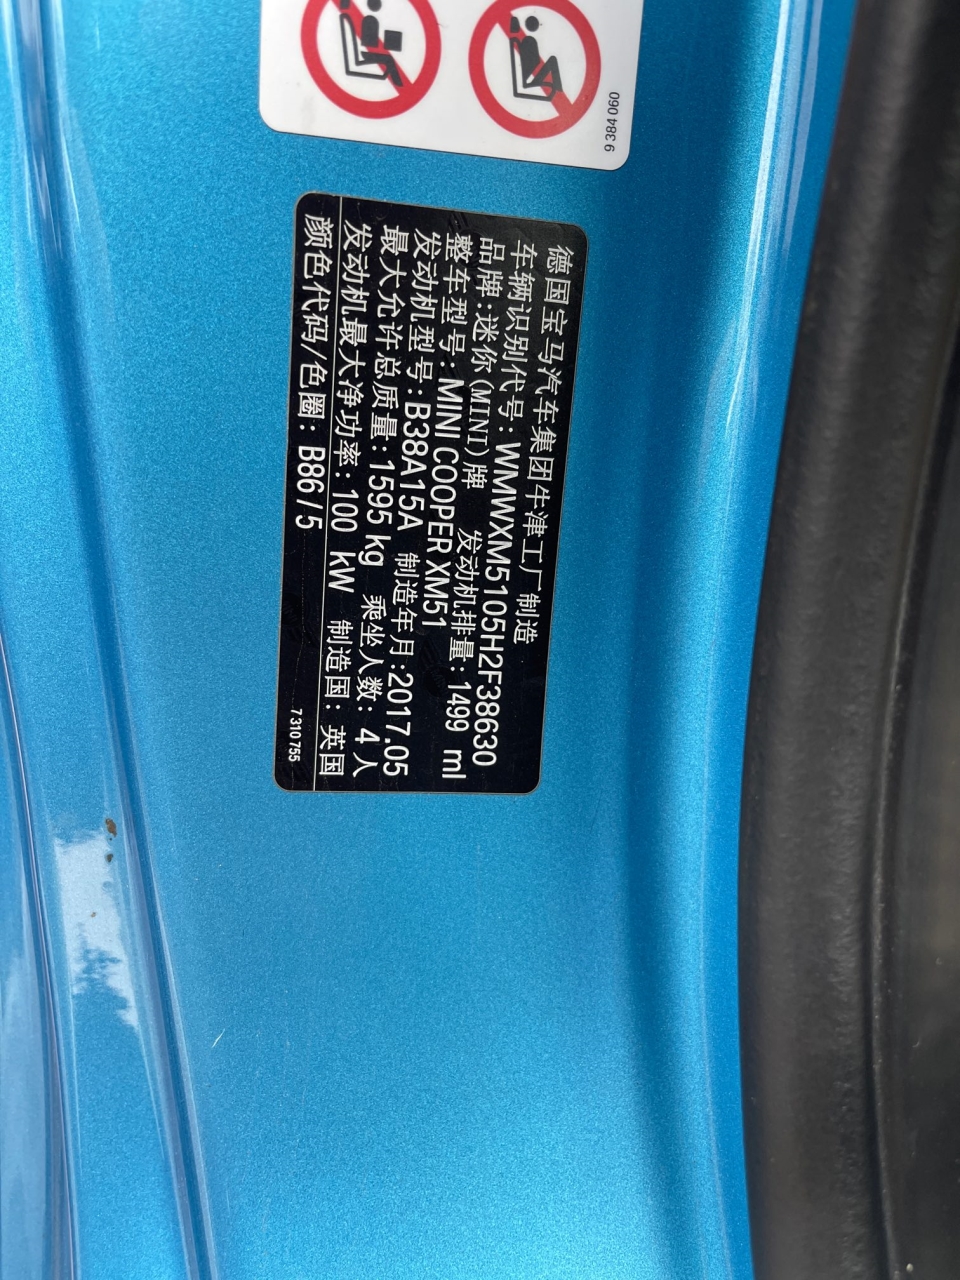 9 384 060
德国宝马汽车集团牛津工厂制造
车辆识别代号: WMWXM5105H2F38630
品牌:迷你(MINI)牌 发动机排量: 1499 ml
整车型号: MINI COOPER XM51
发动机型号: B38A15A 制造年月:2017.05
最大允许总质量: 1595 kg 乘坐人数: 4人
发动机最大净功率: 100 kW 制造国: 英国
颜色代码/色圈: B86 / 5
7 310 755